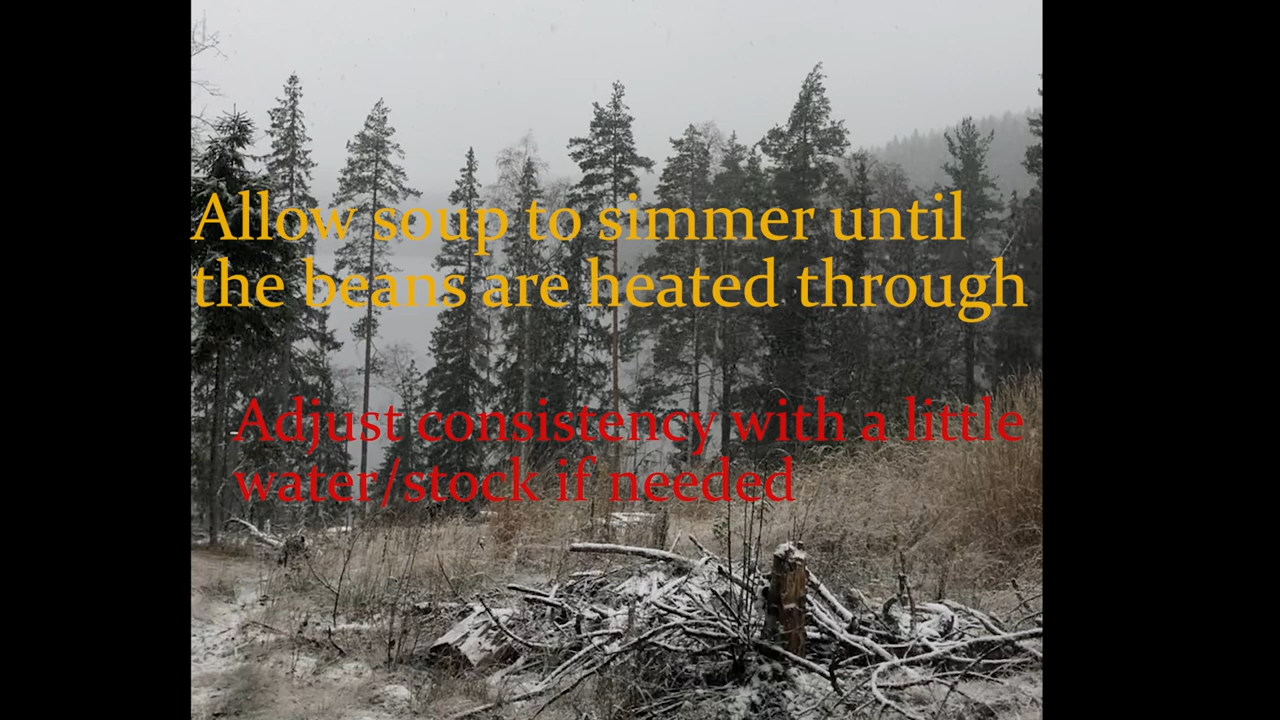 Allow soup to simmer until
the beans are heated through
Adjust consistency with a little
water/stock if needed